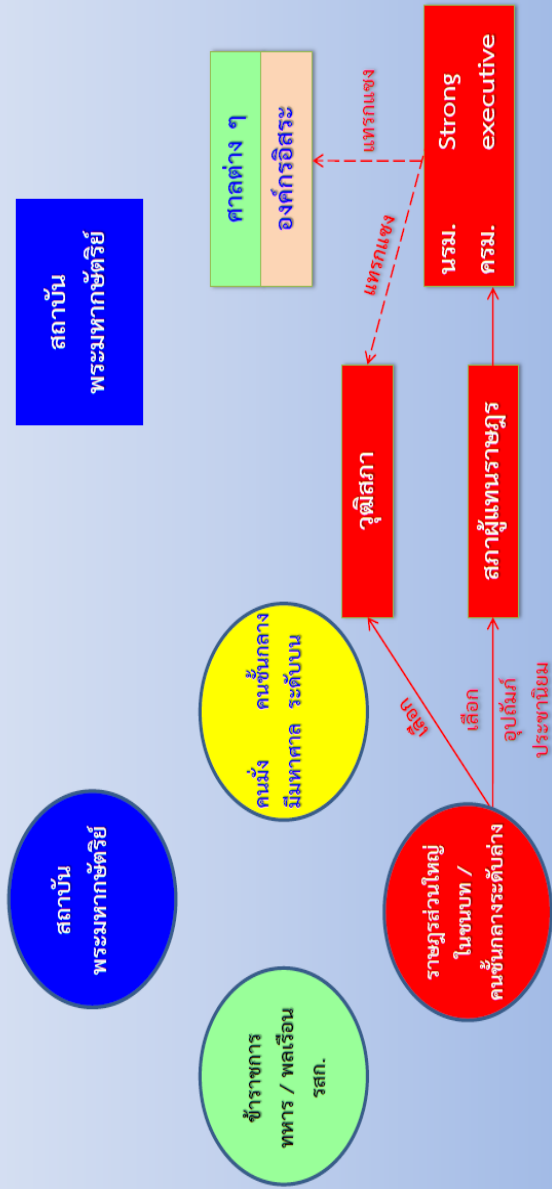 สถาบัน
พระมหากษัตริย์
สถาบัน
พระมหากษัตริย์
ข้าราชการ
ทหาร / พลเรือน
รสก.
คนมั่ง
มีมหาศาล
คนชั้นกลาง
ระดับบน
ศาลต่าง ๆ
องค์กรอิสระ
ราษฎรส่วนใหญ่
ในชนบท /
คนชั้นกลางระดับล่าง
เลือก
เลือก
อุปถัมภ์
ประชานิยม
วุฒิสภา
สภาผู้แทนราษฎร
แทรกแซง
แทรกแซง
นรม.
ครม.
Strong
executive